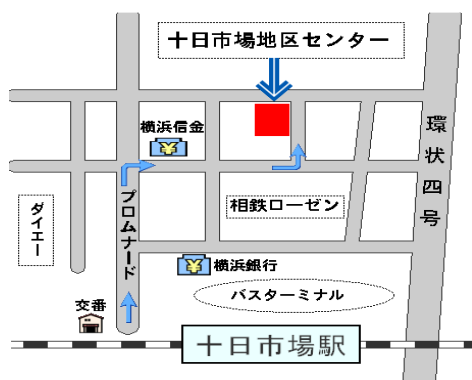 十日市場地区センター
横浜信金
環状四号
ダイエー
プロムナード
相鉄ローゼン
横浜銀行
バスターミナル
交番
十日市場駅